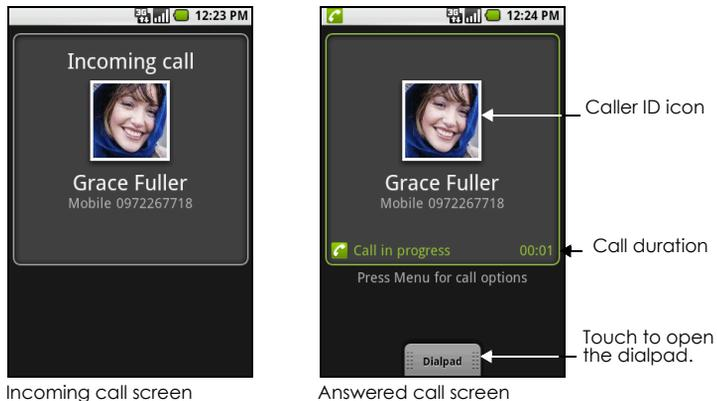 3G 12:23 PM
Incoming call
Grace Fuller
Mobile 0972267718
Incoming call screen
3G 12:24 PM
Grace Fuller
Mobile 0972267718
Call in progress 00:01
Press Menu for call options
Dialpad
Answered call screen
Caller ID icon
Call duration
Touch to open
the dialpad.